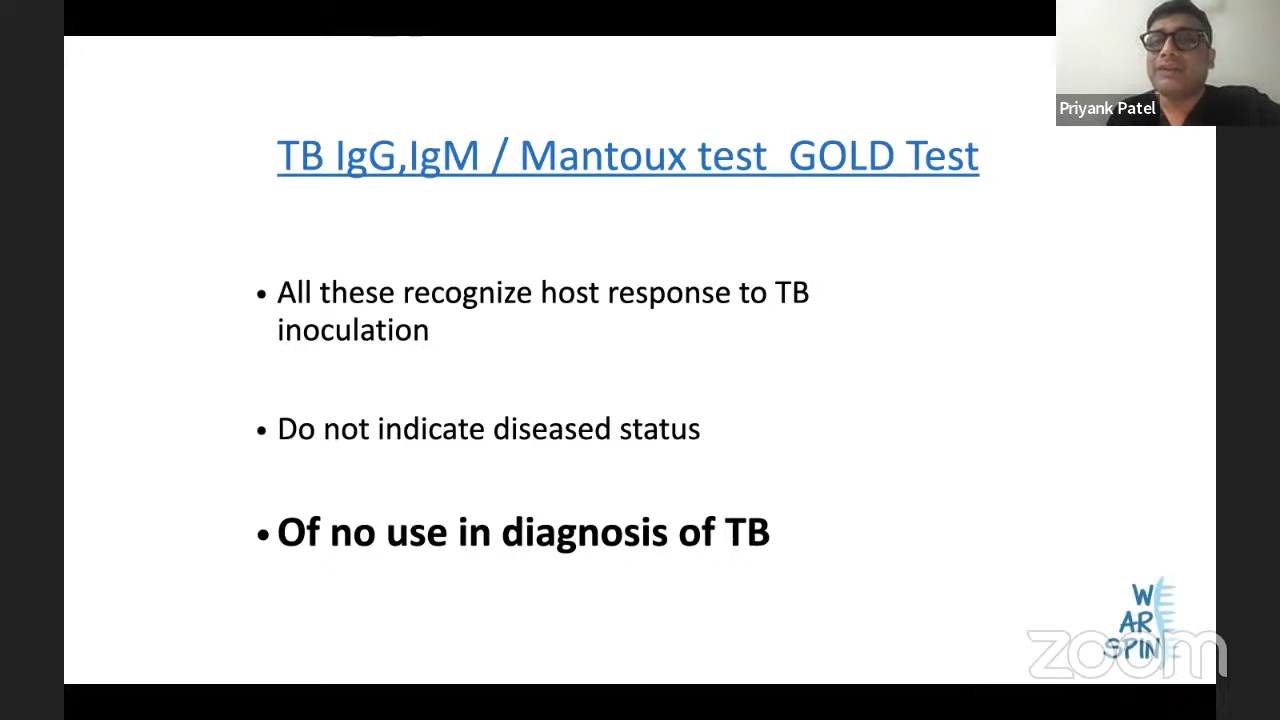 Priyank Patel
TB IgG,IgM / Mantoux test  GOLD Test
• All these recognize host response to TB
inoculation
• Do not indicate diseased status
• Of no use in diagnosis of TB
W
AR
SPIN
zoom